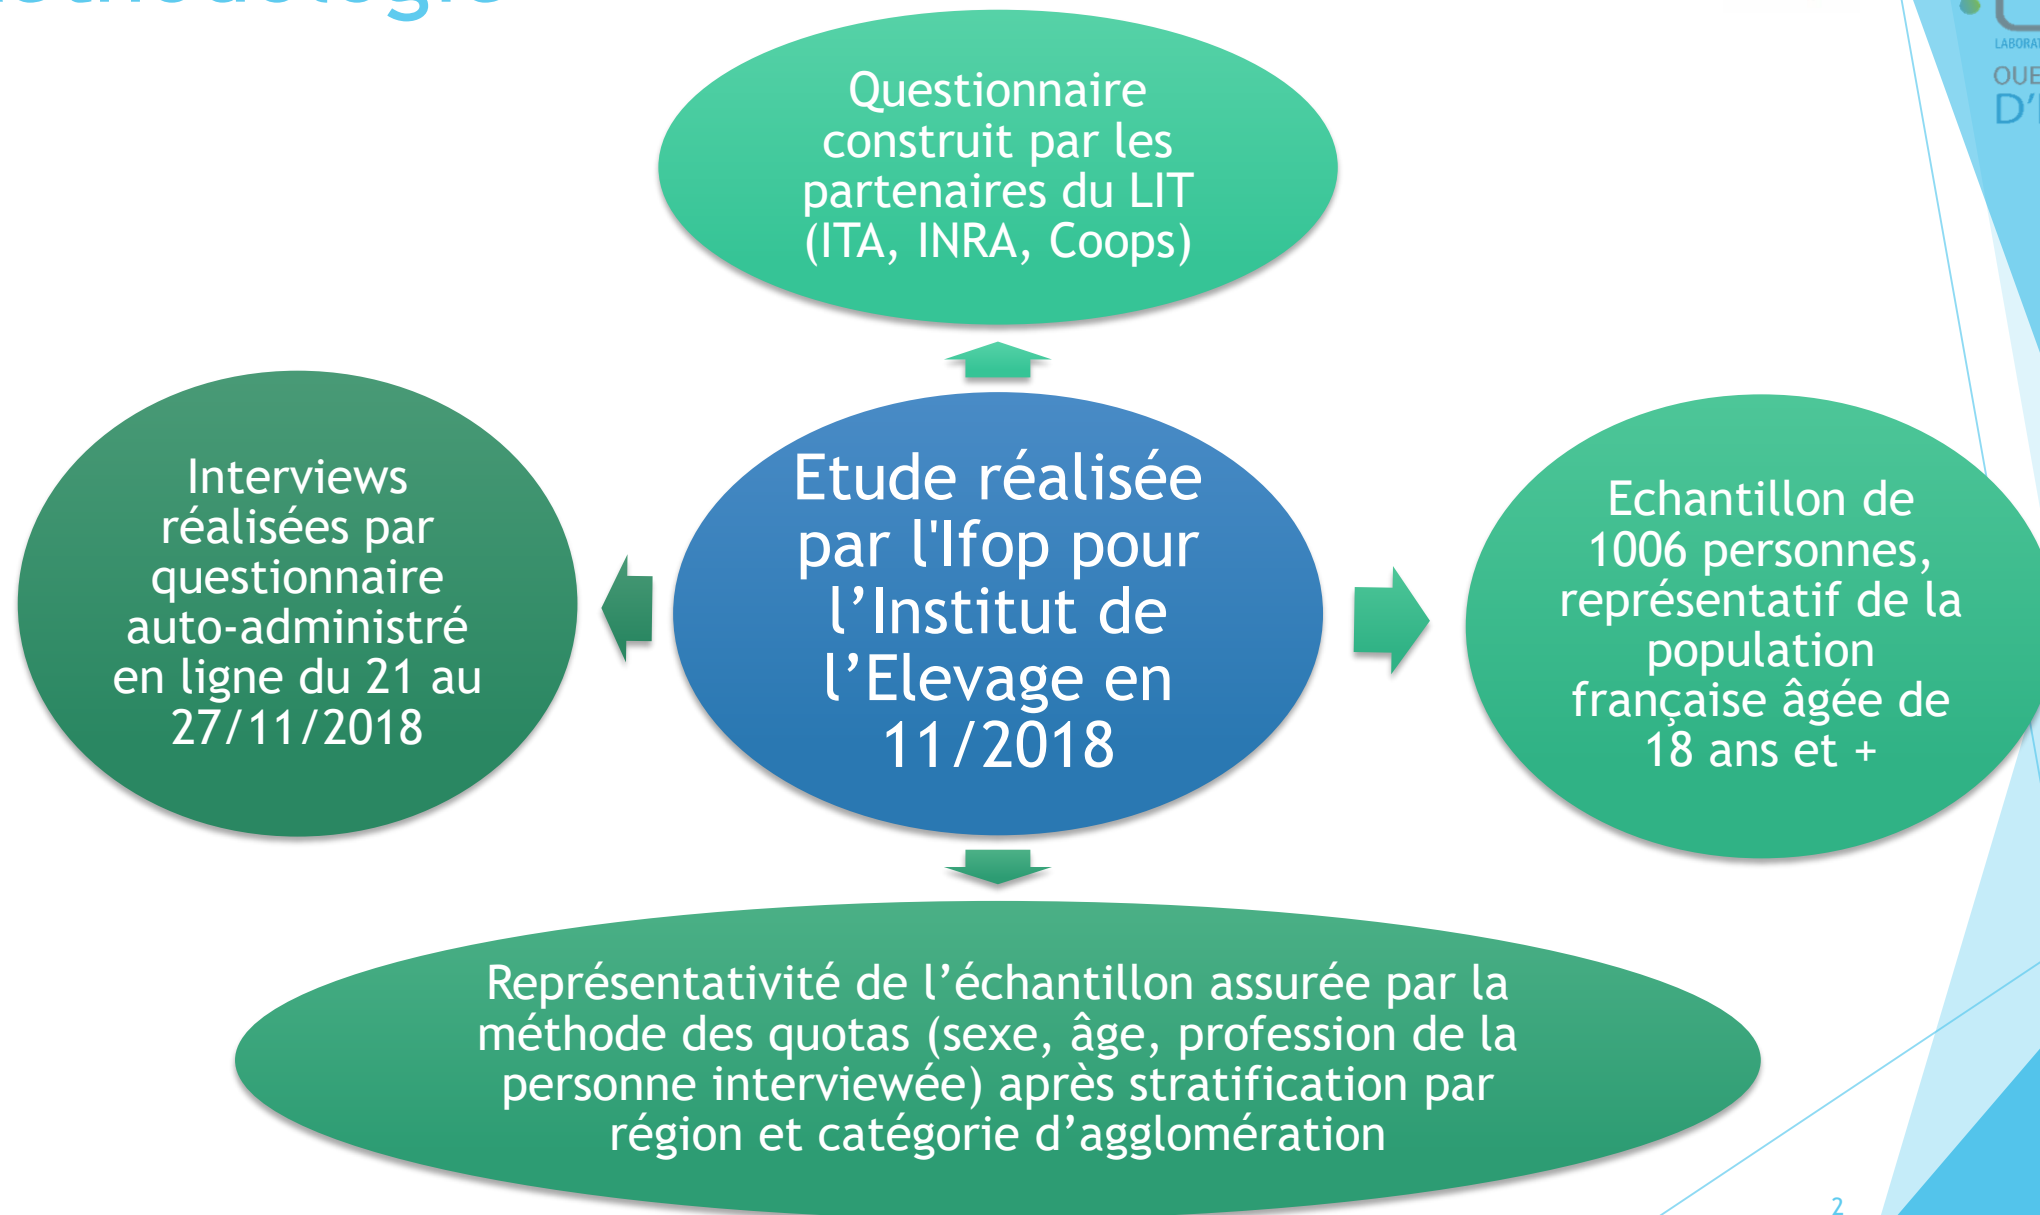 Questionnaire
construit par les
partenaires du LIT
(ITA, INRA, Coops)
Interviews
réalisées par
questionnaire
auto-administré
en ligne du 21 au
27/11/2018
Etude réalisée
par l'Ifop pour
l’Institut de
l’Elevage en
11/2018
Echantillon de
1006 personnes,
représentatif de la
population
française âgée de
18 ans et +
Représentativité de l’échantillon assurée par la
méthode des quotas (sexe, âge, profession de la
personne interviewée) après stratification par
région et catégorie d’agglomération
2